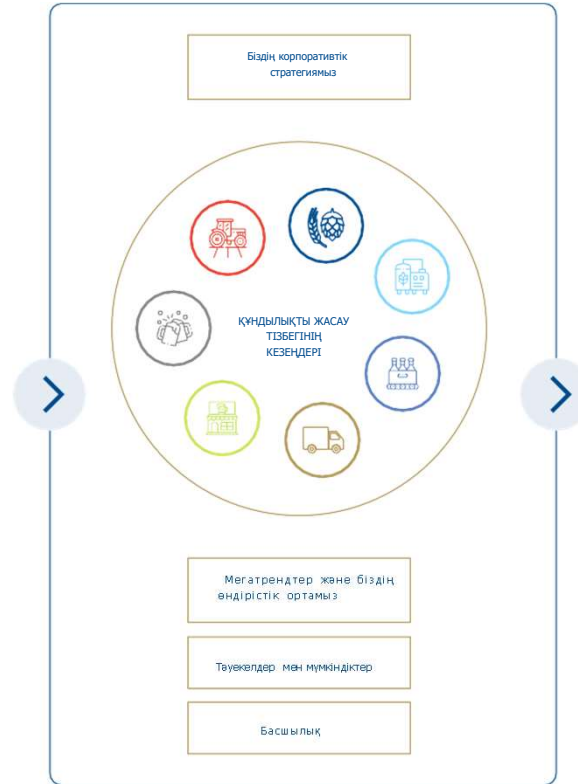 Біздің корпоративтік
стратегиямыз
ҚҰНДЫЛЫҚТЫ ЖАСАУ
ТІЗБЕГІНІҢ
КЕЗЕҢДЕРІ
Мегатрендтер және біздің
өндірістік ортамыз
Тәуекелдер мен мүмкіндіктер
Басшылық